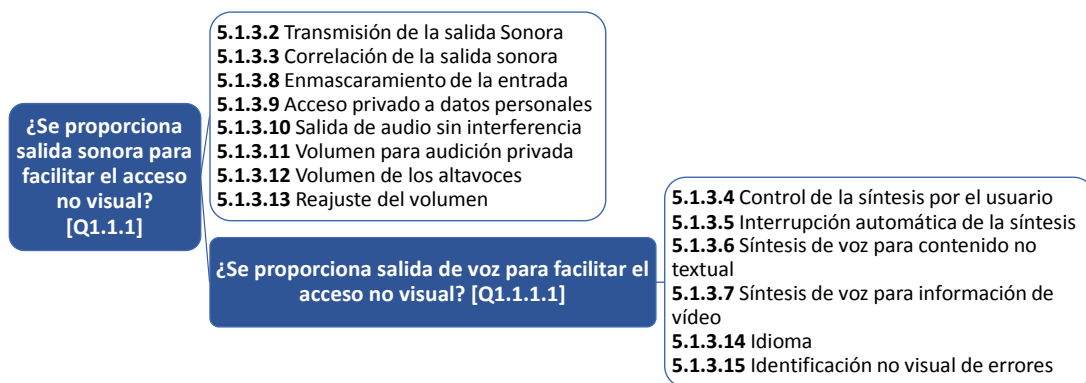 ¿Se proporciona
salida sonora para
facilitar el acceso
no visual?
[Q1.1.1]
5.1.3.2 Transmisión de la salida Sonora
5.1.3.3 Correlación de la salida sonora
5.1.3.8 Enmascaramiento de la entrada
5.1.3.9 Acceso privado a datos personales
5.1.3.10 Salida de audio sin interferencia
5.1.3.11 Volumen para audición privada
5.1.3.12 Volumen de los altavoces
5.1.3.13 Reajuste del volumen
¿Se proporciona salida de voz para facilitar el
acceso no visual? [Q1.1.1.1]
5.1.3.4 Control de la síntesis por el usuario
5.1.3.5 Interrupción automática de la síntesis
5.1.3.6 Síntesis de voz para contenido no
textual
5.1.3.7 Síntesis de voz para información de
vídeo
5.1.3.14 Idioma
5.1.3.15 Identificación no visual de errores